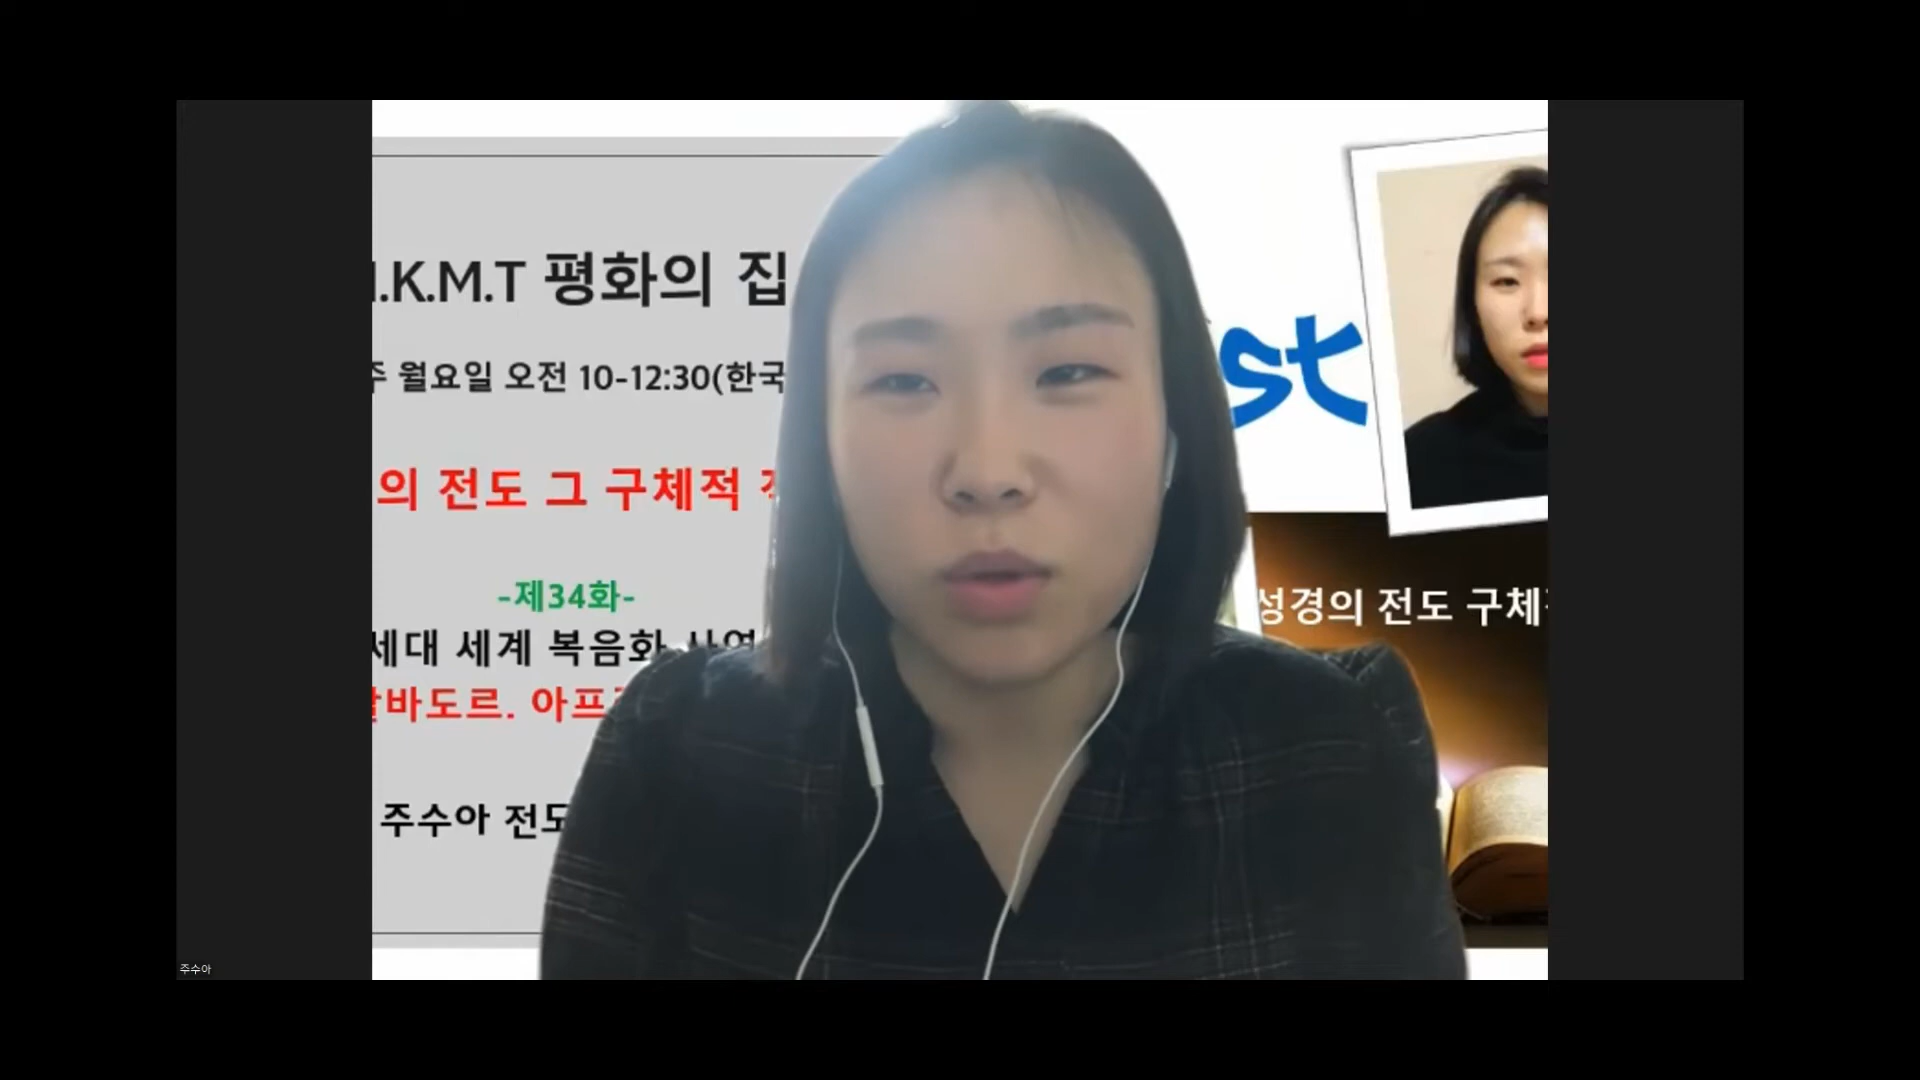 .K.M.T 평화의 집
월요일 오전 10-12:30(한국
의 전도 그 구체적
-제34화-
세대 세계 복음화 사역
바도르. 아프
주수아 전도
st
성경의 전도 구체
주수아